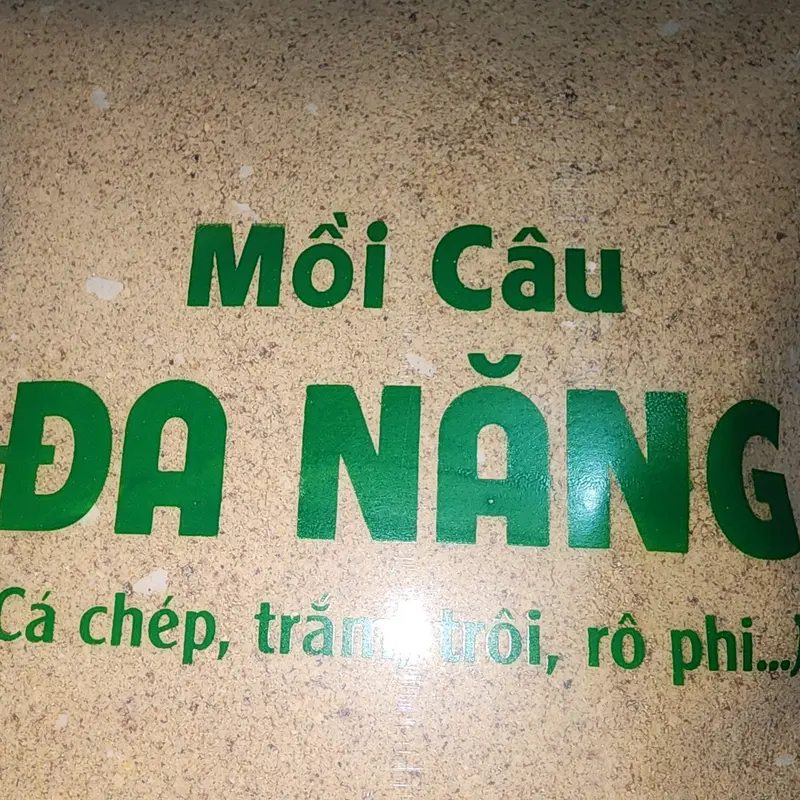 Mồi Câu
ĐA NĂNG
Cá chép, trắm, trôi, rô phi...)